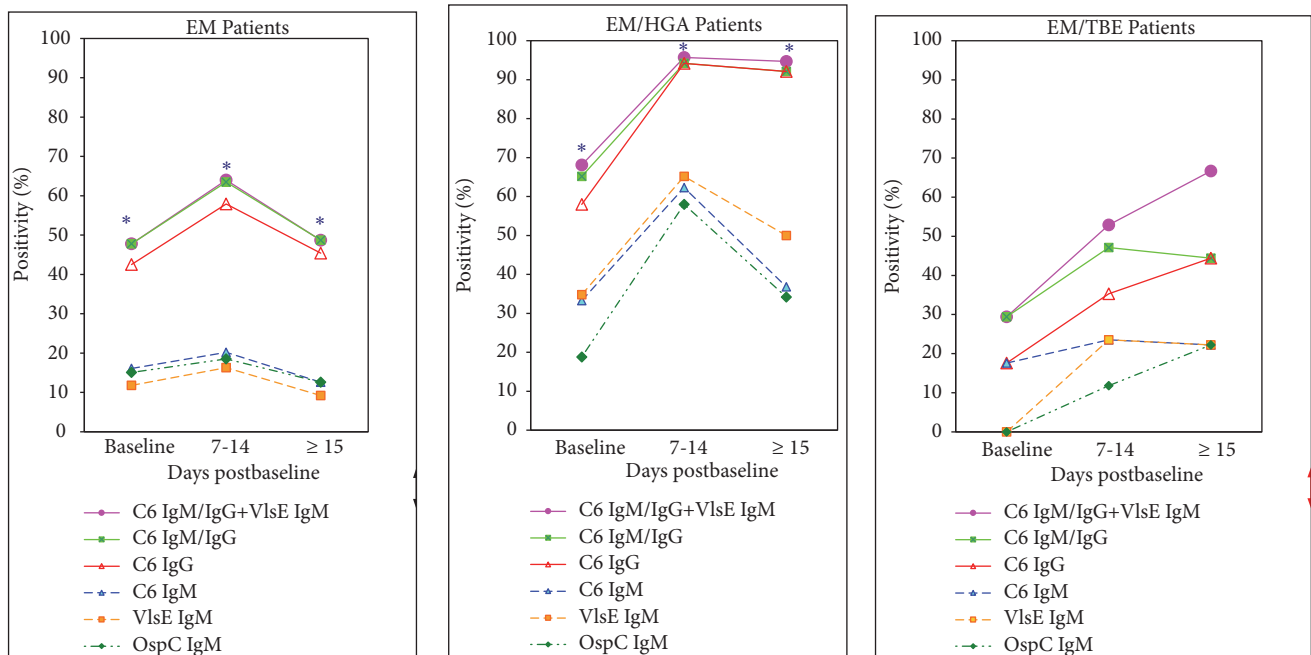 EM Patients
*
*
*
Positivity (%)
100
90
80
70
60
50
40
30
20
10
0
Baseline 7-14 ≥ 15
Days postbaseline
C6 IgM/IgG+VlsE IgM
C6 IgM/IgG
C6 IgG
C6 IgM
VlsE IgM
OspC IgM
EM/HGA Patients
*
*
*
Positivity (%)
100
90
80
70
60
50
40
30
20
10
0
Baseline 7-14 ≥ 15
Days postbaseline
C6 IgM/IgG+VlsE IgM
C6 IgM/IgG
C6 IgG
C6 IgM
VlsE IgM
OspC IgM
EM/TBE Patients
Positivity (%)
100
90
80
70
60
50
40
30
20
10
0
Baseline 7-14 ≥ 15
Days postbaseline
C6 IgM/IgG+VlsE IgM
C6 IgM/IgG
C6 IgG
C6 IgM
VlsE IgM
OspC IgM